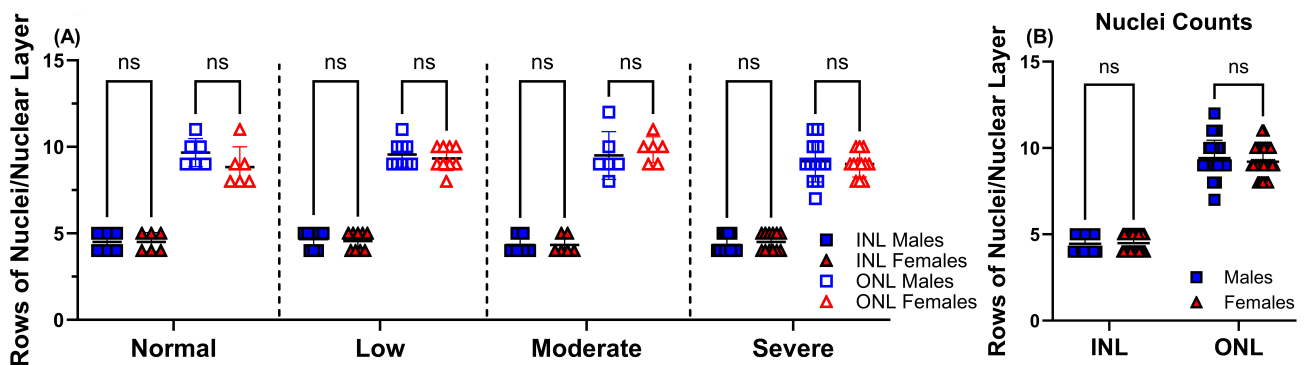 (A)
Rows of Nuclei/Nuclear Layer
15
10
5
0
ns ns ns ns ns ns ns ns
INL Males
INL Females
ONL Males
ONL Females
Normal Low Moderate Severe
Nuclei Counts
(B)
Rows of Nuclei/Nuclear Layer
15
10
5
0
ns ns
Males
Females
INL ONL